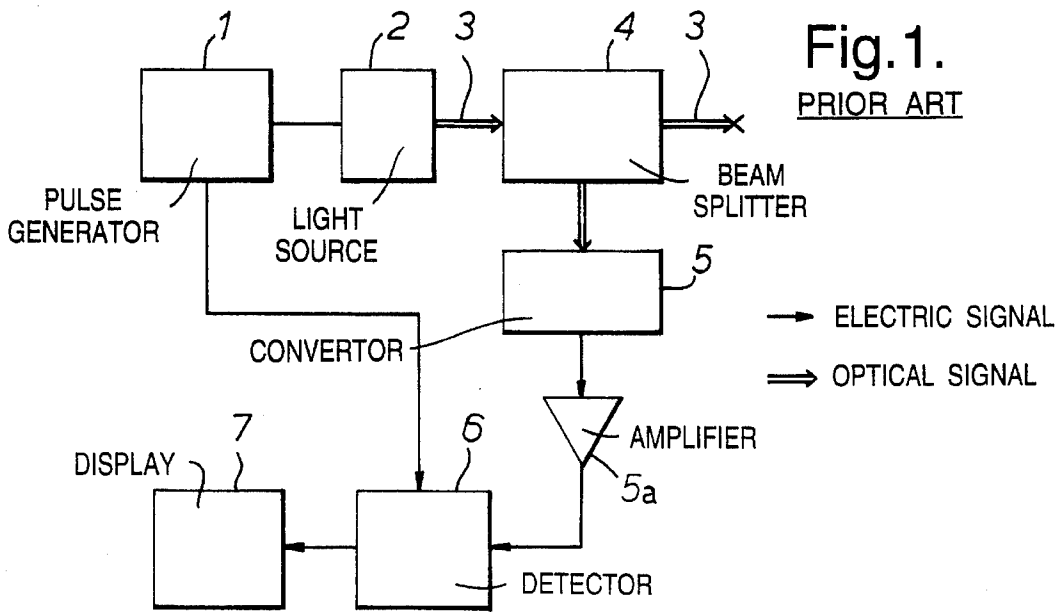 Fig.1.
PRIOR ART
1
2
3
4
3
PULSE
GENERATOR
LIGHT
SOURCE
BEAM
SPLITTER
5
CONVERTOR
ELECTRIC SIGNAL
OPTICAL SIGNAL
AMPLIFIER
5a
7
DISPLAY
6
DETECTOR